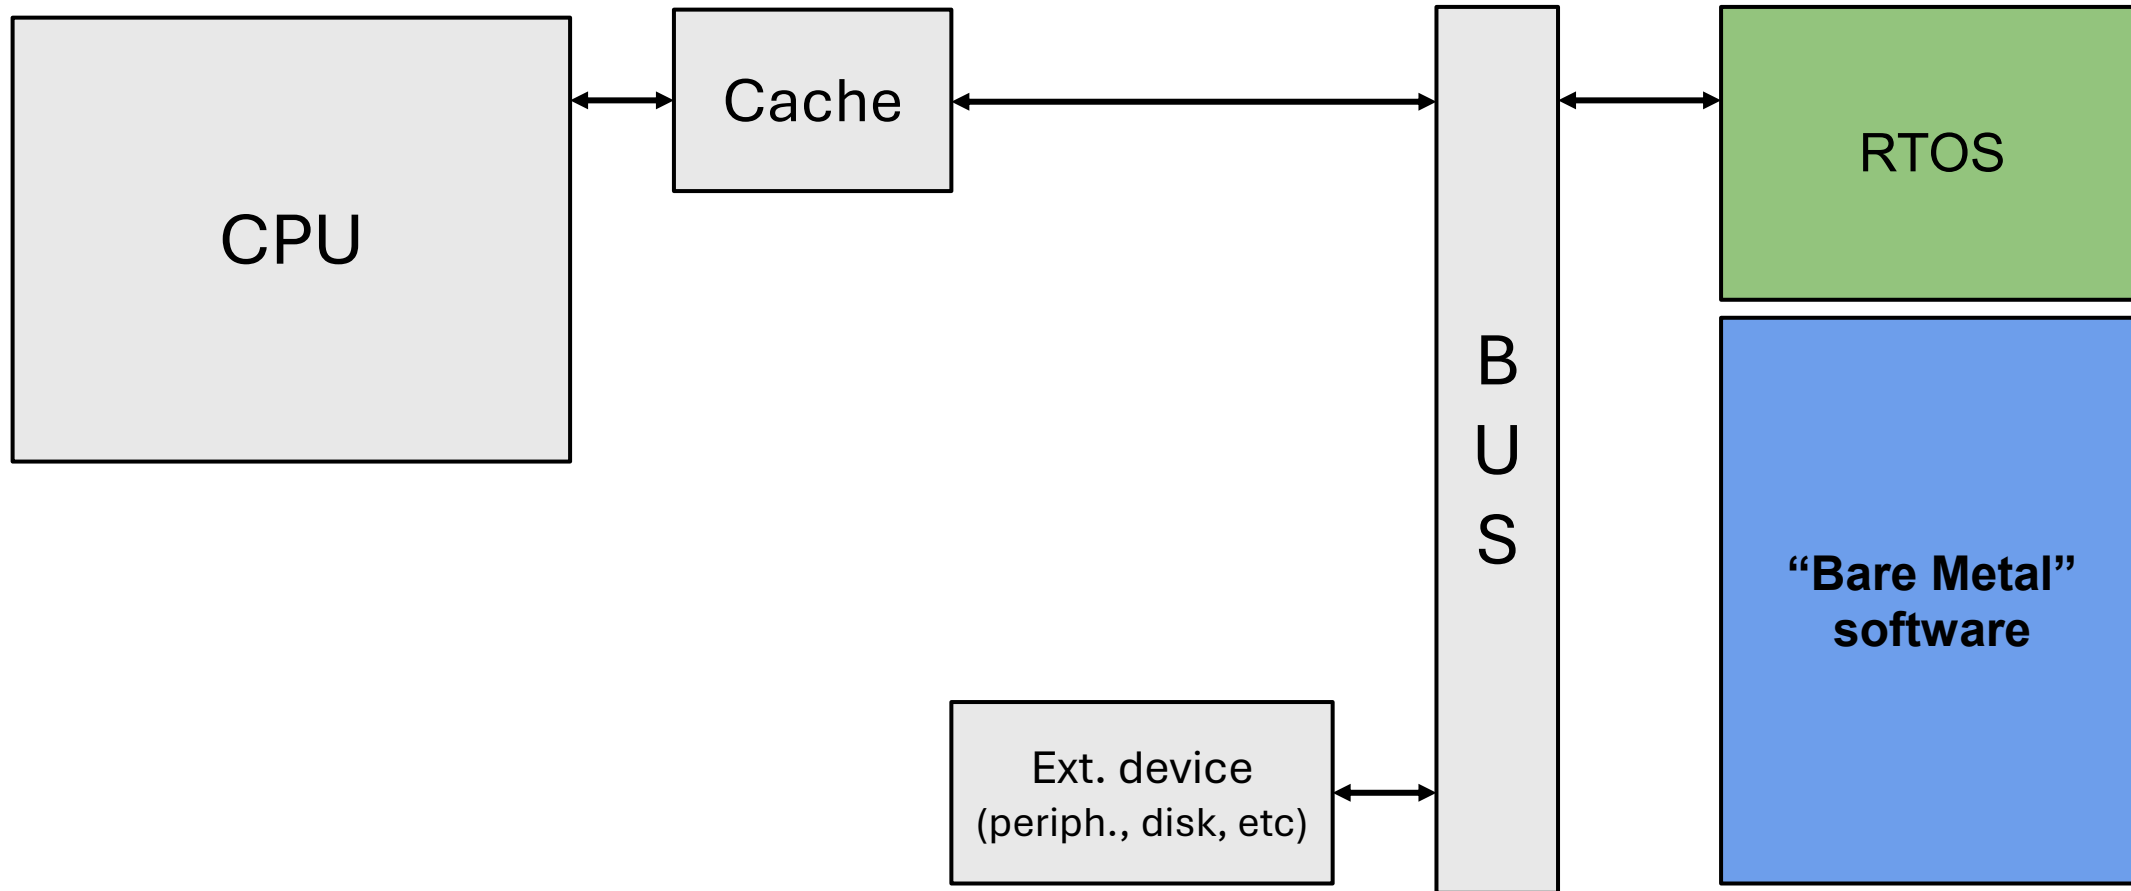 CPU
Cache
B
U
S
RTOS
“Bare Metal”
software
Ext. device
(periph., disk, etc)